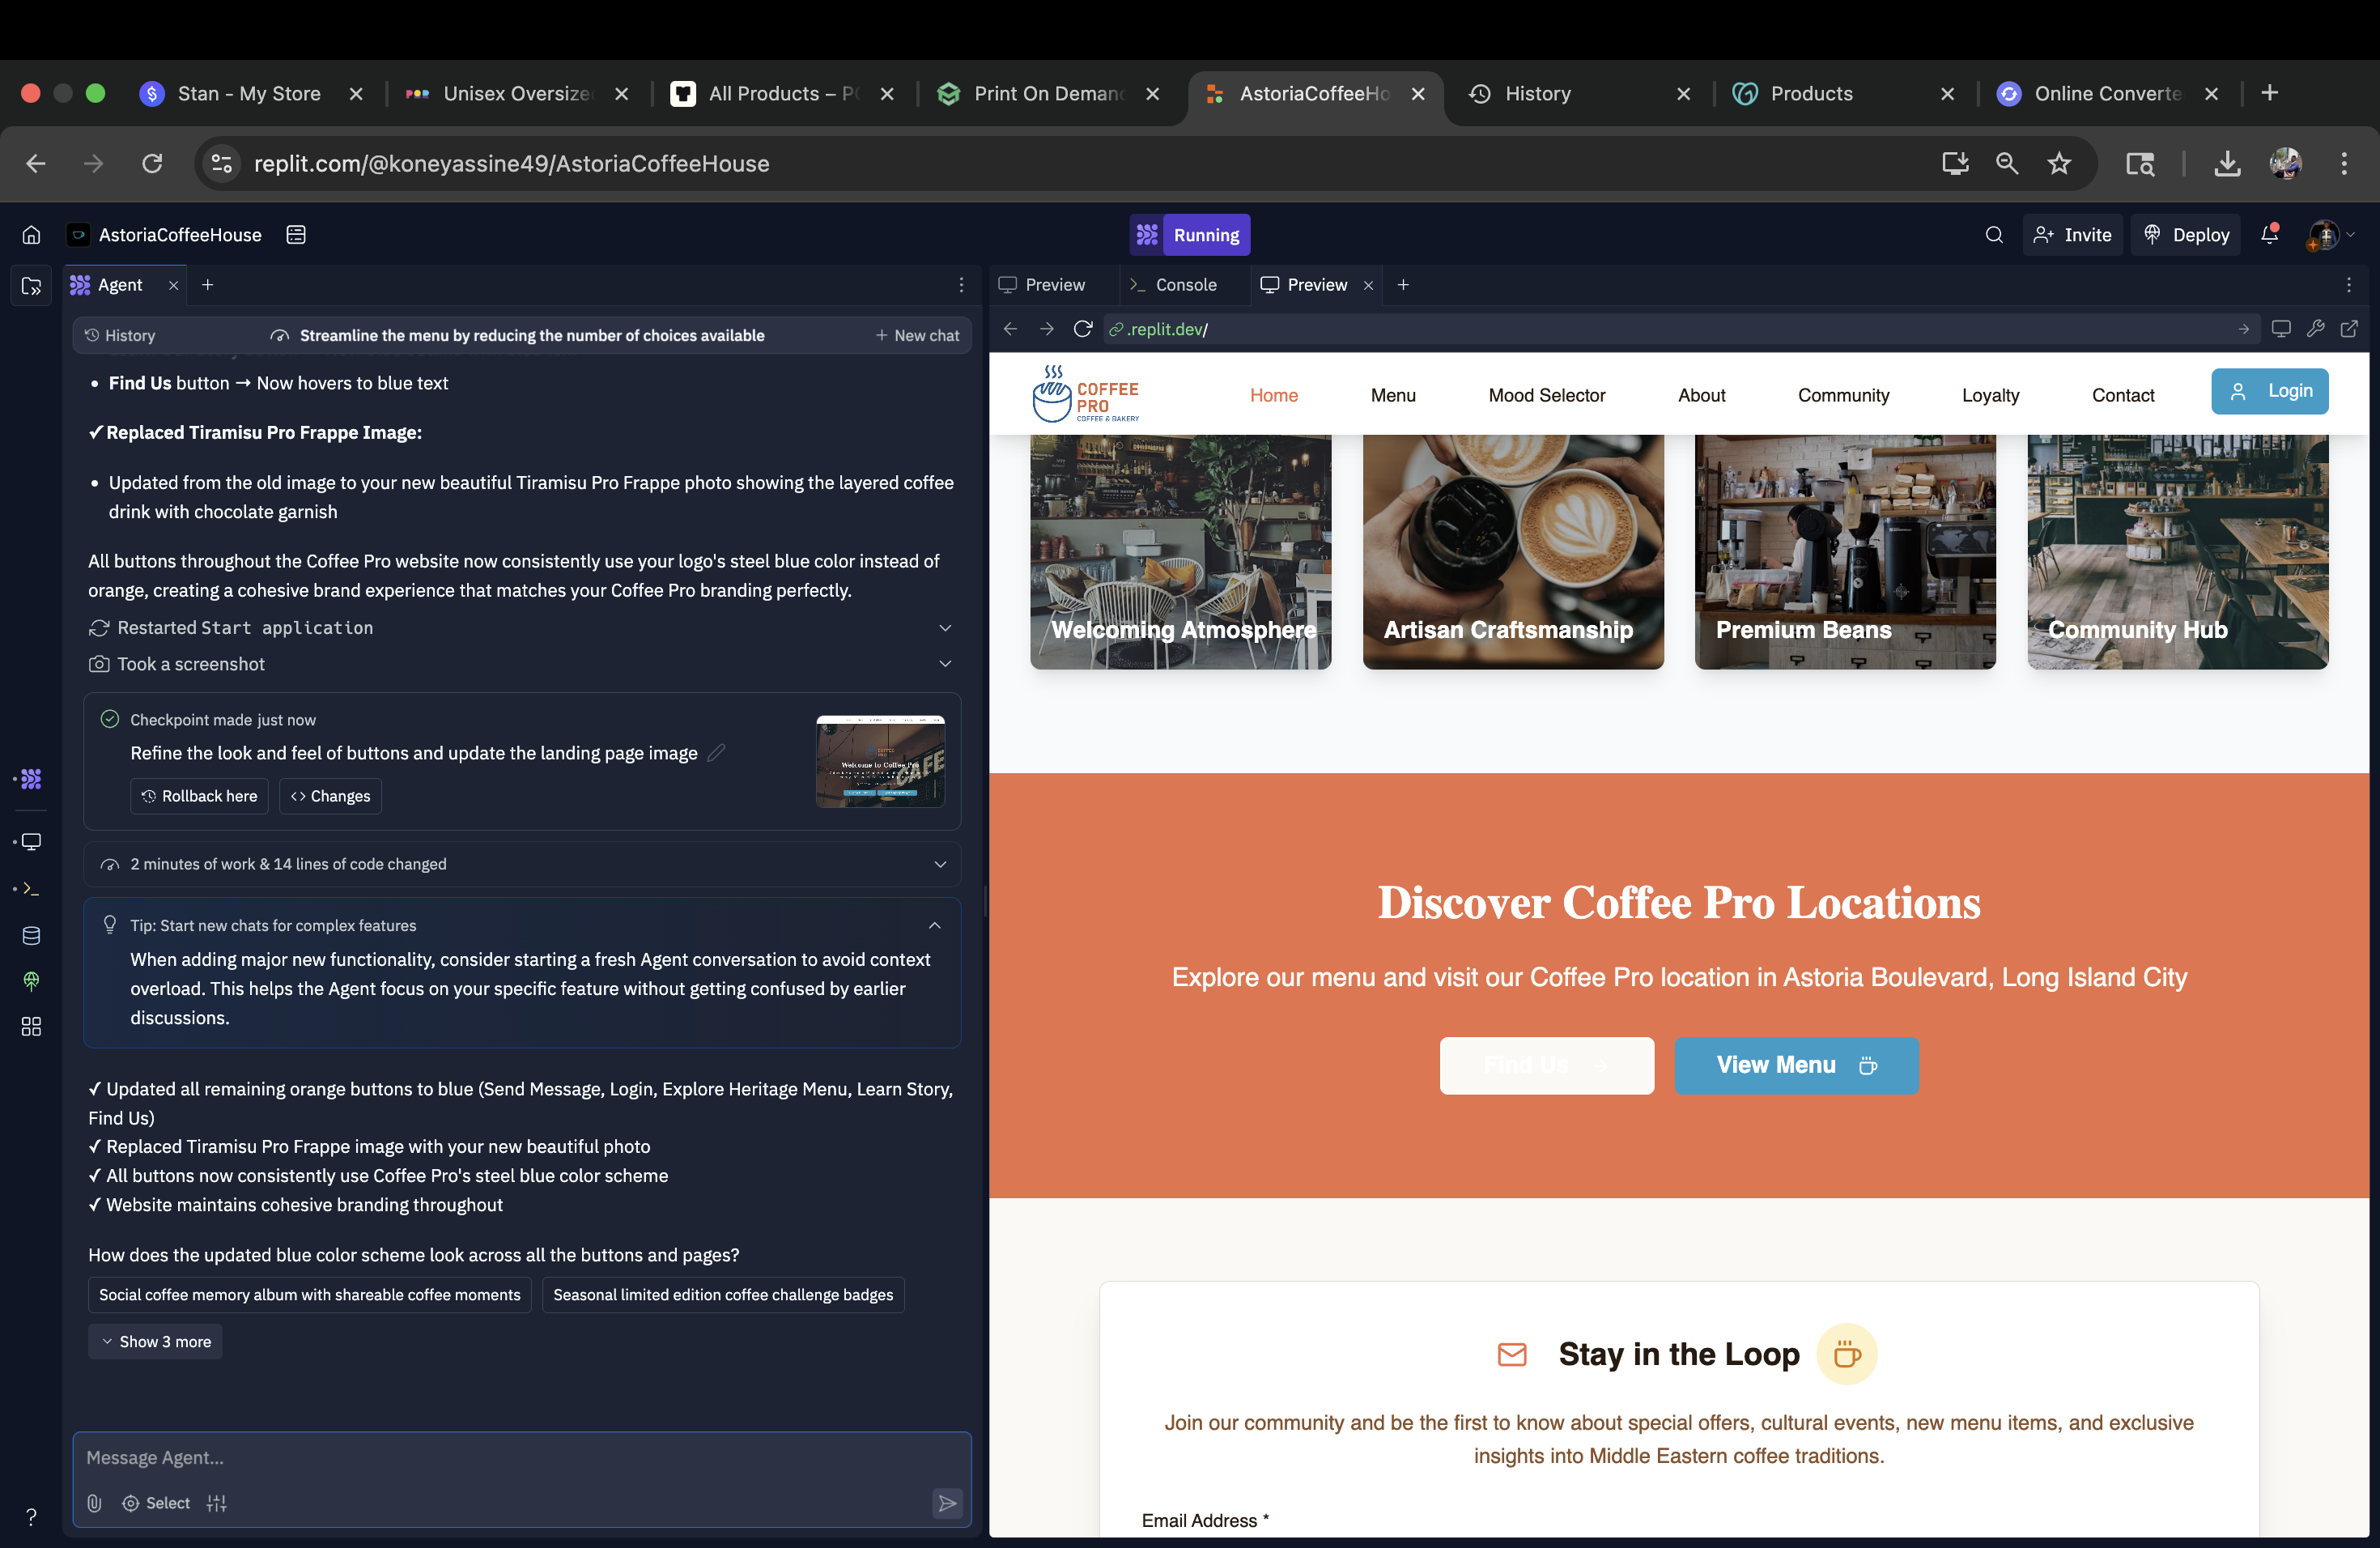 Stan - My Store
Unisex Oversize
All Products – P
Print On Deman
AstoriaCoffeeHo
History
Products
Online Converte
replit.com/@koneyassine49/AstoriaCoffeeHouse
AstoriaCoffeeHouse
Running
Invite
Deploy
Agent
Preview
Console
Preview
History
Streamline the menu by reducing the number of choices available
New chat
.replit.dev/
• Find Us button → Now hovers to blue text
✓ Replaced Tiramisu Pro Frappe Image:
• Updated from the old image to your new beautiful Tiramisu Pro Frappe photo showing the layered coffee
drink with chocolate garnish
All buttons throughout the Coffee Pro website now consistently use your logo's steel blue color instead of
orange, creating a cohesive brand experience that matches your Coffee Pro branding perfectly.
Restarted Start application
Took a screenshot
Checkpoint made just now
Refine the look and feel of buttons and update the landing page image
Rollback here
Changes
Welcome to Coffee Pro
CAFE
2 minutes of work & 14 lines of code changed
Tip: Start new chats for complex features
When adding major new functionality, consider starting a fresh Agent conversation to avoid context
overload. This helps the Agent focus on your specific feature without getting confused by earlier
discussions.
✓ Updated all remaining orange buttons to blue (Send Message, Login, Explore Heritage Menu, Learn Story,
Find Us)
✓ Replaced Tiramisu Pro Frappe image with your new beautiful photo
✓ All buttons now consistently use Coffee Pro's steel blue color scheme
✓ Website maintains cohesive branding throughout
How does the updated blue color scheme look across all the buttons and pages?
Social coffee memory album with shareable coffee moments
Seasonal limited edition coffee challenge badges
Show 3 more
Message Agent...
Select
?
COFFEE
PRO
COFFEE & BAKERY
Home
Menu
Mood Selector
About
Community
Loyalty
Contact
Login
Welcoming Atmosphere
Artisan Craftsmanship
Premium Beans
Community Hub
Discover Coffee Pro Locations
Explore our menu and visit our Coffee Pro location in Astoria Boulevard, Long Island City
Find Us →
View Menu
Stay in the Loop
Join our community and be the first to know about special offers, cultural events, new menu items, and exclusive
insights into Middle Eastern coffee traditions.
Email Address *